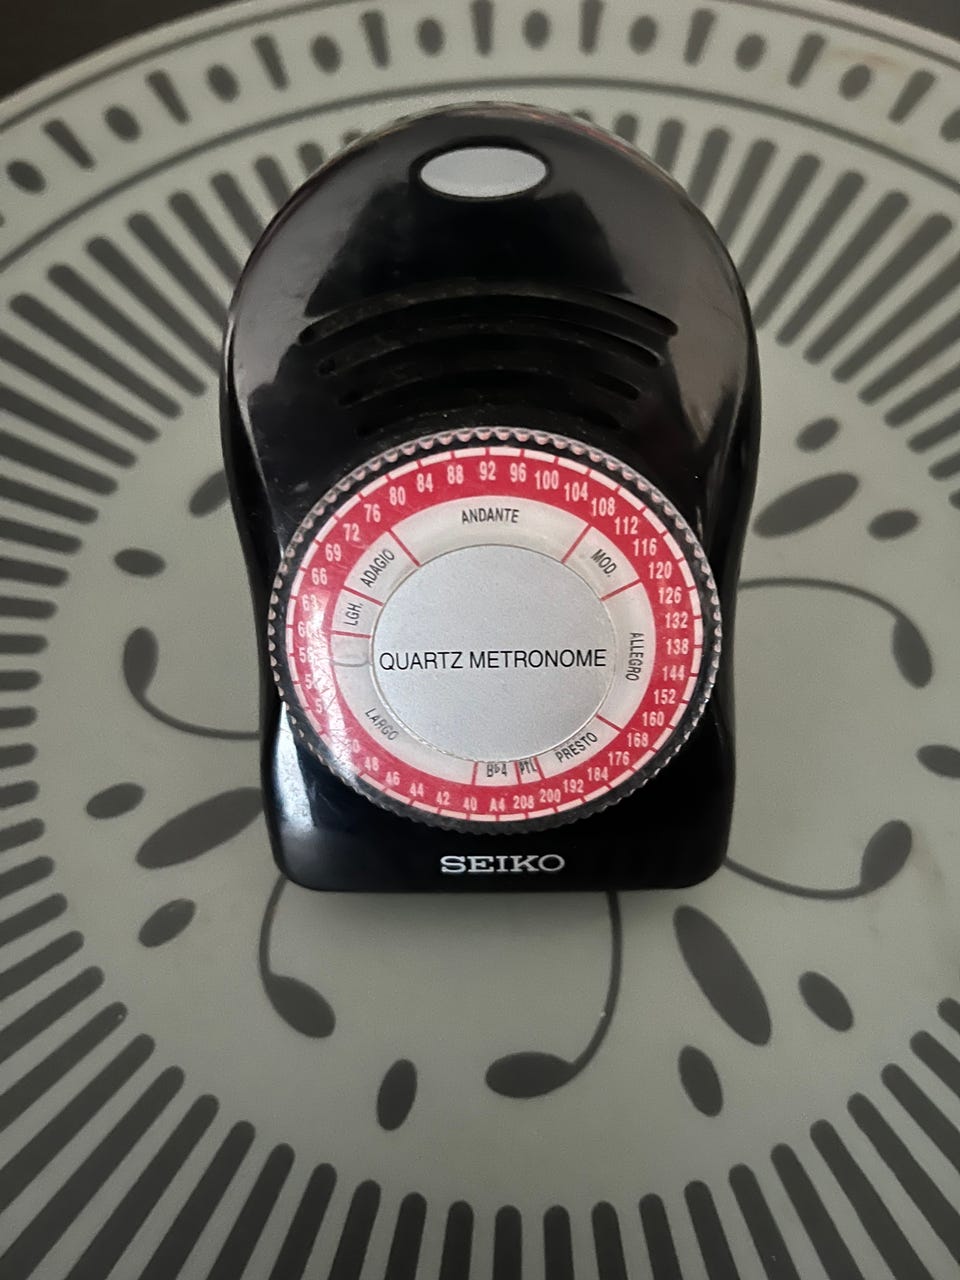 40 42 44 46 48
66 69 72 76 80 84 88 92 96 100 104 108 112 116 120 126 132 138 144 152 160 168 176 184 192 200 208 A4
LARGO
LGH.
ADAGIO
ANDANTE
MOD.
ALLEGRO
PRESTO
PTL
B♭4
QUARTZ METRONOME
SEIKO